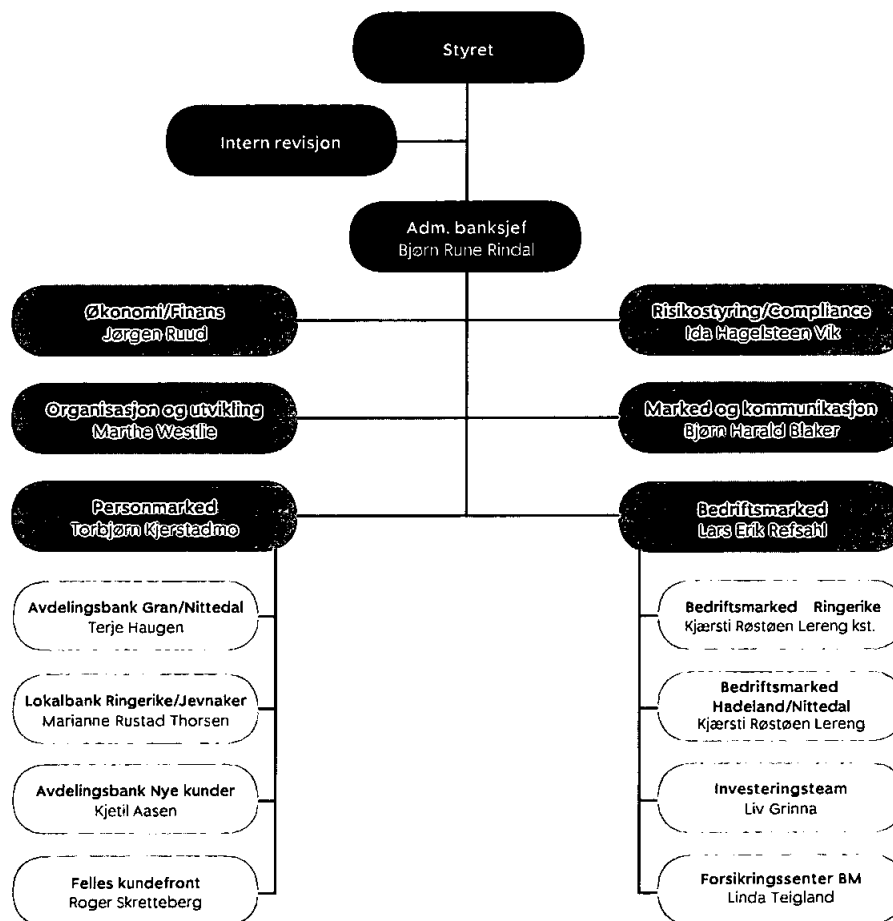 Styret
Intern revisjon
Adm. banksjef
Bjørn Rune Rindal
Økonomi/Finans
Jørgen Ruud
Risikostyring/Compliance
Ida Hagelsteen Vik
Organisasjon og utvikling
Marthe Westlie
Marked og kommunikasjon
Bjørn Harald Blaker
Personmarked
Torbjørn Kjerstadmo
Bedriftsmarked
Lars Erik Refsahl
Avdelingsbank Gran/Nittedal
Terje Haugen
Lokalbank Ringerike/Jevnaker
Marianne Rustad Thorsen
Avdelingsbank Nye kunder
Kjetil Aasen
Felles kundefront
Roger Skretteberg
Bedriftsmarked Ringerike
Kjærsti Røstøen Lereng kst.
Bedriftsmarked
Hadeland/Nittedal
Kjærsti Røstøen Lereng
Investeringsteam
Liv Grinna
Forsikringssenter BM
Linda Teigland